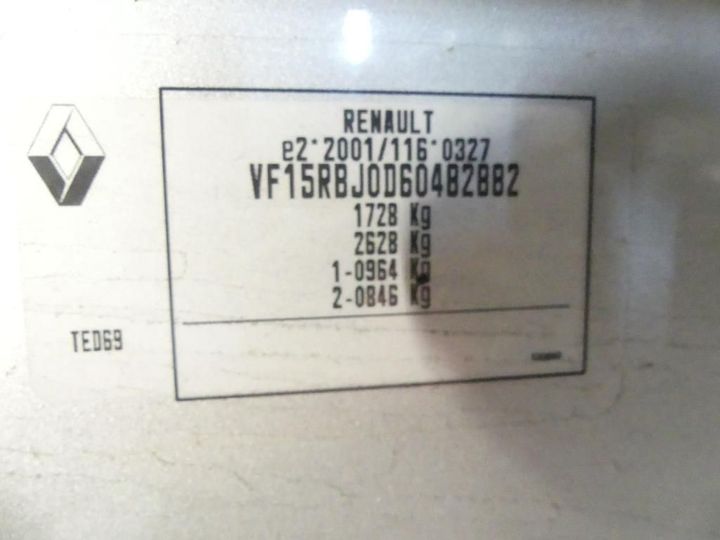 RENAULT
e2*2001/116*0327
VF15RBJ0D60482882
1728 Kg
2628 Kg
1-0964 Kg
2-0846 Kg
TED69